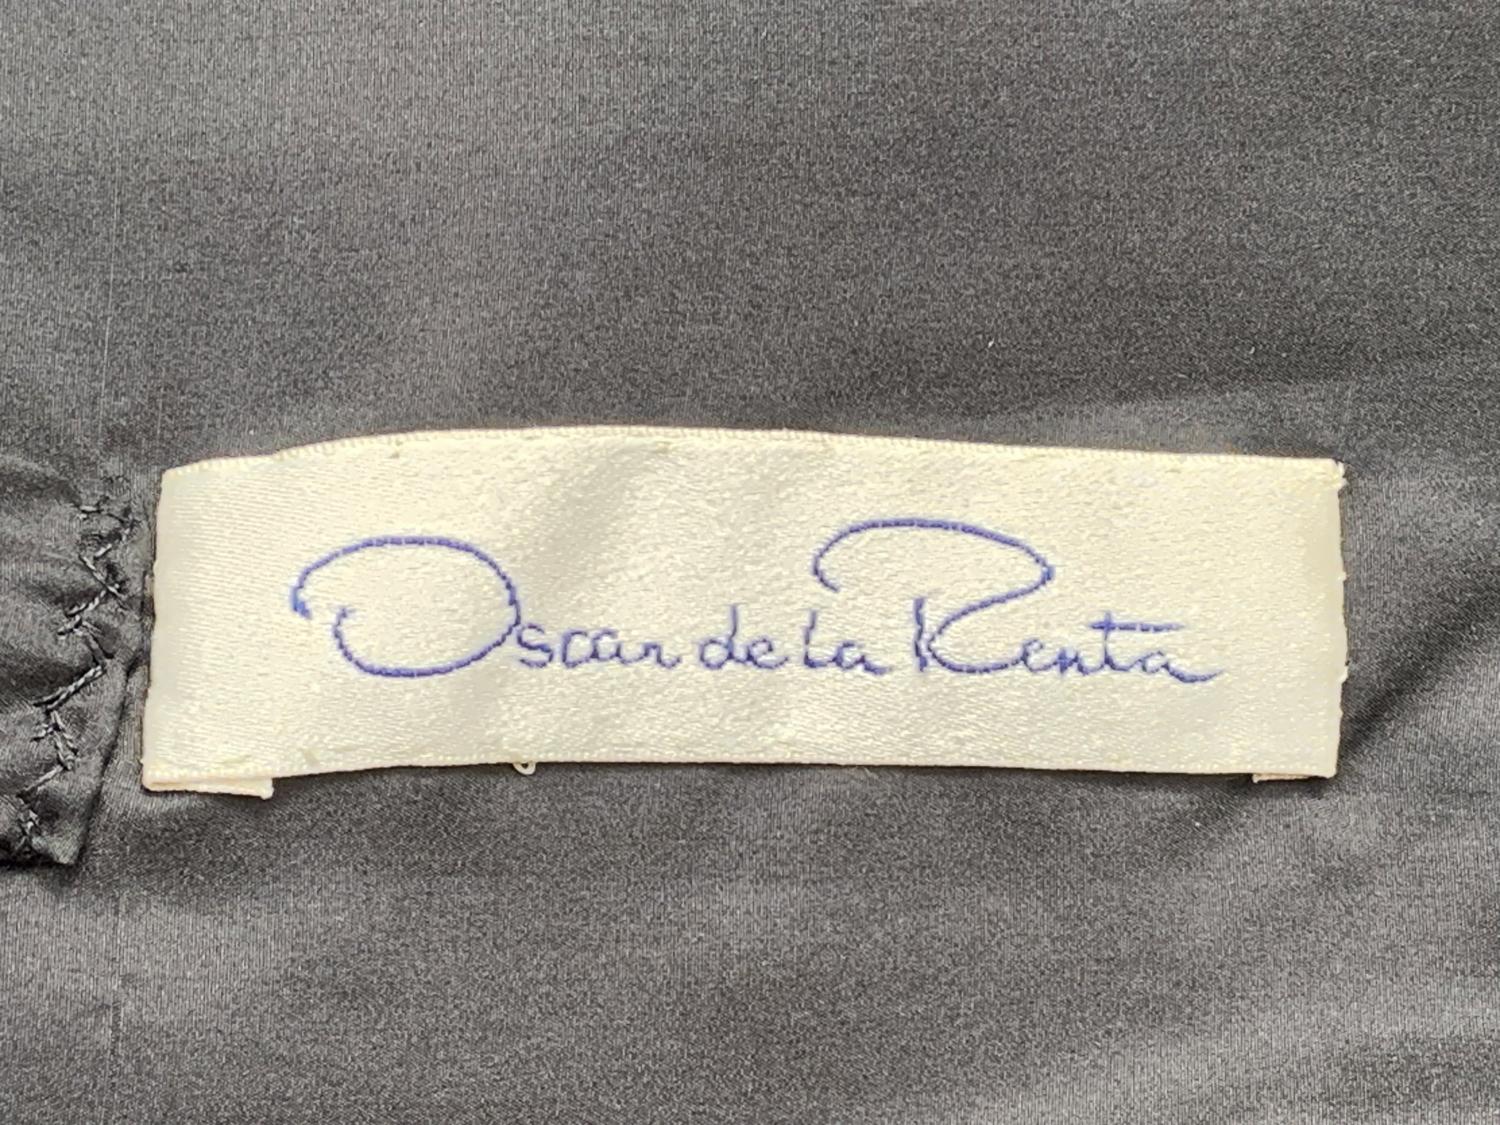 Oscar de la Renta